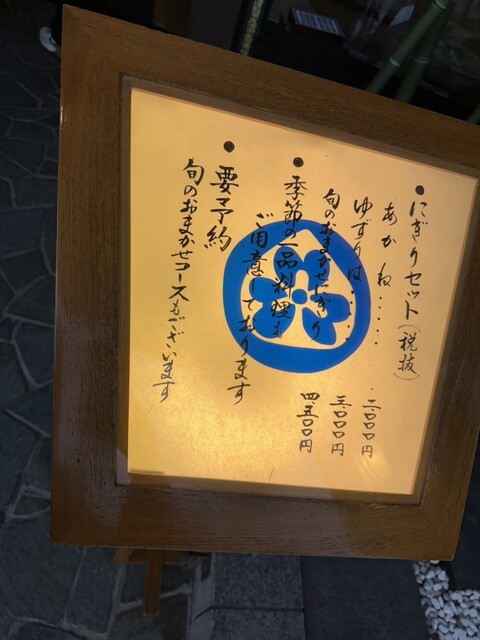 ●にぎりセット(税抜)
あかね‥‥‥二、〇〇〇円
ゆずりは‥‥三、〇〇〇円
旬のおまかせにぎり 四、五〇〇円
●季節の一品料理も
ご用意しております
●要予約
旬のおまかせコースもございます